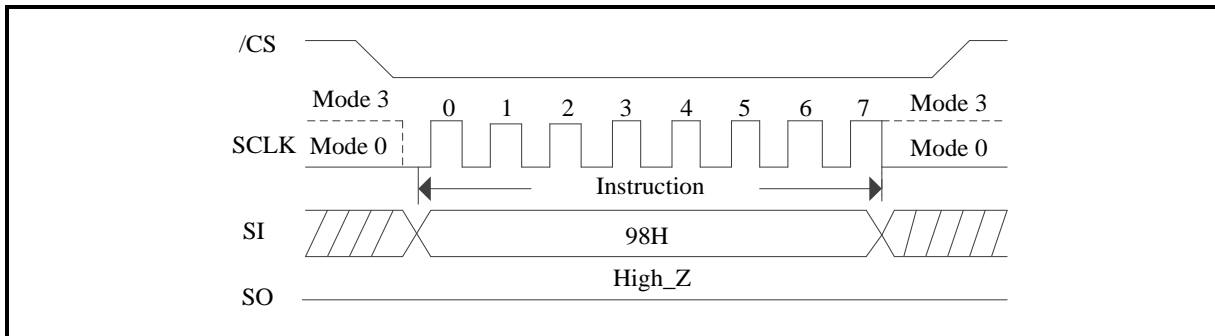 /CS
Mode 3 0 1 2 3 4 5 6 7 Mode 3
SCLK Mode 0 Mode 0
Instruction
SI 98H
High_Z
SO